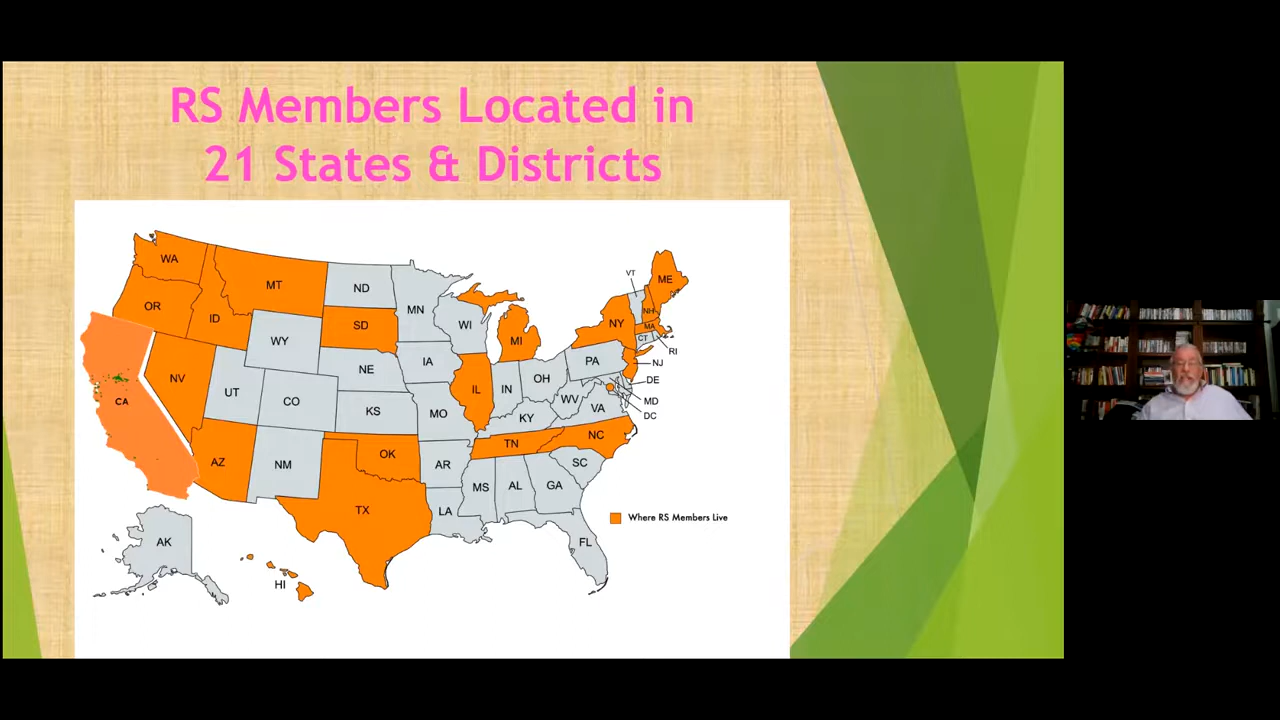 RS Members Located in
21 States & Districts
WA
MT
ND
MN
VT
ME
OR
ID
SD
WI
MI
NY
NH
MA
CT
RI
WY
NV
UT
CO
NE
IA
IL
IN
OH
PA
NJ
DE
MD
DC
CA
KS
MO
KY
WV
VA
AZ
NM
OK
AR
TN
NC
SC
MS
AL
GA
TX
LA
FL
AK
HI
Where RS Members Live